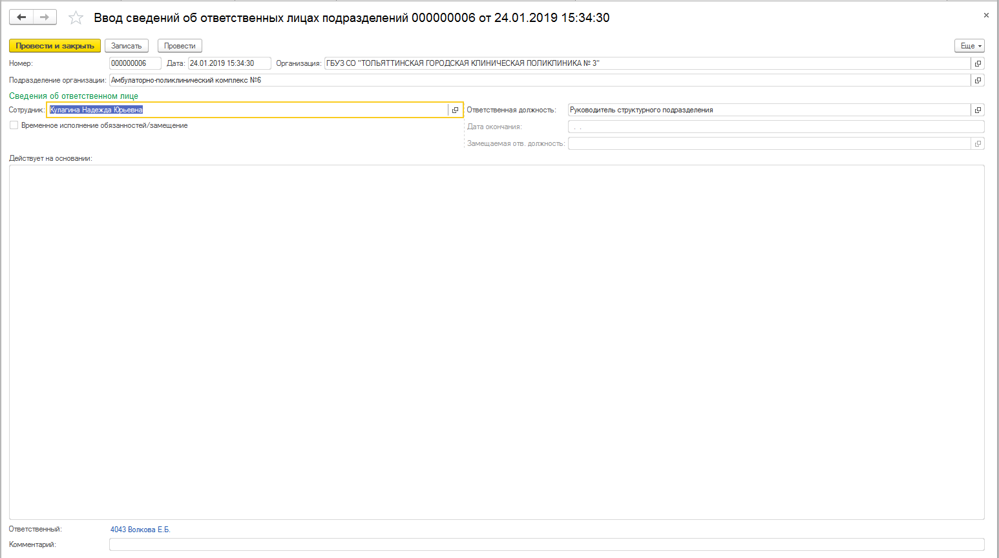 Ввод сведений об ответственных лицах подразделений 000000006 от 24.01.2019 15:34:30
Провести и закрыть Записать Провести Еще
Номер: 000000006 Дата: 24.01.2019 15:34:30 Организация: ГБУЗ СО "ТОЛЬЯТТИНСКАЯ ГОРОДСКАЯ КЛИНИЧЕСКАЯ ПОЛИКЛИНИКА № 3"
Подразделение организации: Амбулаторно-поликлинический комплекс №6
Сведения об ответственном лице
Сотрудник: Кулагина Надежда Юрьевна Ответственная должность: Руководитель структурного подразделения
Временное исполнение обязанностей/замещение Дата окончания: . .
Замещаемая отв. должность:
Действует на основании:
Ответственный: 4043 Волкова Е.Б.
Комментарий: